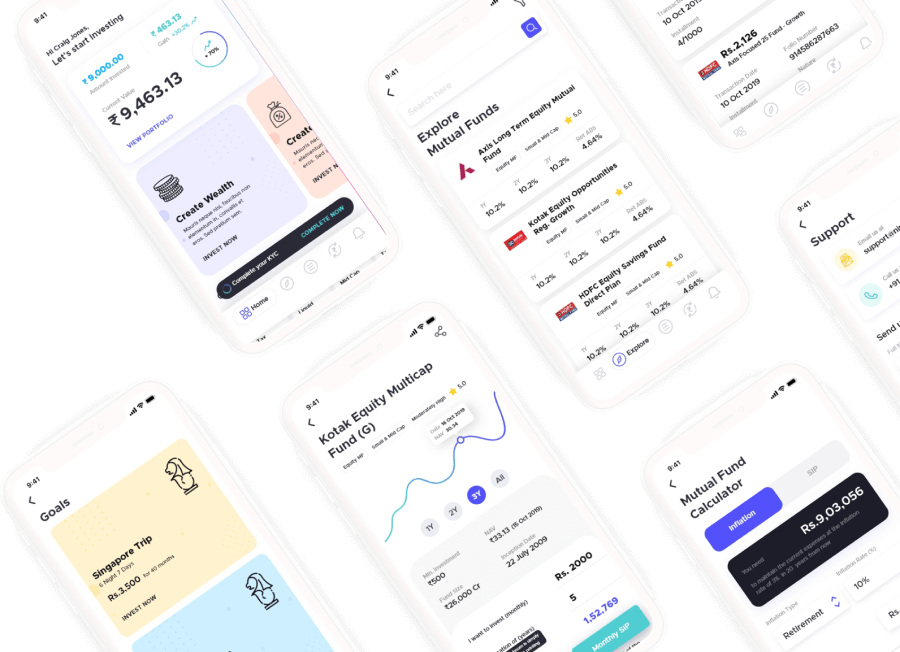 9:41
Hi Craig Jones,
Let's start investing
₹ 9,000.00
Amount Invested
₹ 463.13
Gain +30.2%
+70%
Current Value
₹ 9,463.13
VIEW PORTFOLIO
Create Wealth
Mauris neque nisi, faucibus non
elementum in, convallis et
eros. Sed pretium sem.
INVEST NOW
Create
Mauris neq
elementum
eros. Sed p
INVEST N
Complete your KYC
COMPLETE NOW
Home
9:41
Search here
Explore
Mutual Funds
Axis Long Term Equity Mutual
Fund
Equity MF
Small & Mid Cap
5.0
1Y
2Y
3Y
Ret ABS
10.2%
10.2%
10.2%
4.64%
Kotak Equity Opportunities
Reg. Growth
Equity MF
Small & Mid Cap
5.0
1Y
2Y
3Y
Ret ABS
10.2%
10.2%
10.2%
4.64%
HDFC Equity Savings Fund
Direct Plan
Equity MF
Small & Mid Cap
5.0
1Y
2Y
3Y
Ret ABS
10.2%
10.2%
10.2%
4.64%
Explore
10 Oct 2019
Installment
4/1000
Rs.2,126
Axis Focused 25 Fund - Growth
Transaction Date
10 Oct 2019
Folio Number
914586287663
Installment
Nature
9:41
Support
Email us at
Call us
+91
Send u
9:41
Goals
Singapore Trip
6 Night 7 Days
Rs.3,500 for 40 months
INVEST NOW
9:41
Kotak Equity Multicap
Fund (G)
Equity MF
Small & Mid Cap
Moderately High
5.0
Date 16 Oct 2019
NAV 30.14
1Y
2Y
3Y
All
Min. Investment
₹500
NAV
₹33.13 (15 Oct 2019)
Fund Size
₹26,000 Cr
Inception Date
22 July 2009
I want to invest (monthly)
Rs. 2000
5
1,52,769
Monthly SIP
9:41
Mutual Fund
Calculator
Inflation
SIP
You need
Rs.9,03,056
To maintain the current expenses at the inflation
rate of 3% in 20 years from now
Inflation Type
Retirement
Inflation Rate (%)
10%
Rs.